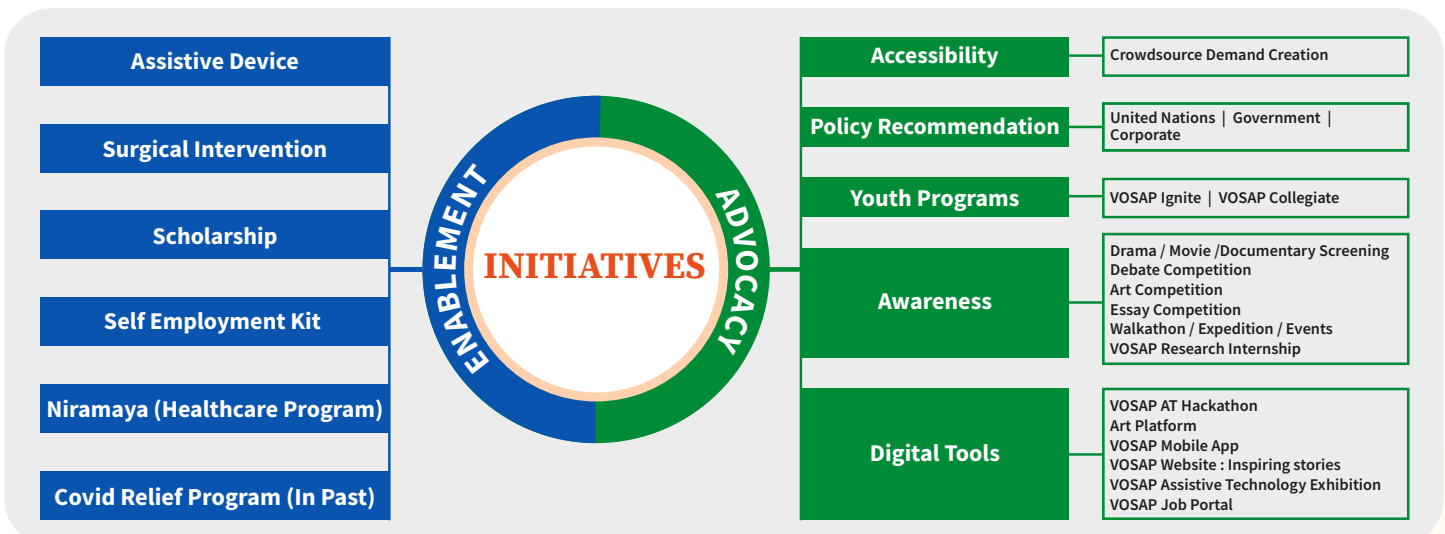 Assistive Device
Surgical Intervention
Scholarship
Self Employment Kit
Niramaya (Healthcare Program)
Covid Relief Program (In Past)
ENABLEMENT
INITIATIVES
ADVOCACY
Accessibility
Crowdsource Demand Creation
Policy Recommendation
United Nations | Government |
Corporate
Youth Programs
VOSAP Ignite | VOSAP Collegiate
Awareness
Drama / Movie /Documentary Screening
Debate Competition
Art Competition
Essay Competition
Walkathon / Expedition / Events
VOSAP Research Internship
Digital Tools
VOSAP AT Hackathon
Art Platform
VOSAP Mobile App
VOSAP Website : Inspiring stories
VOSAP Assistive Technology Exhibition
VOSAP Job Portal